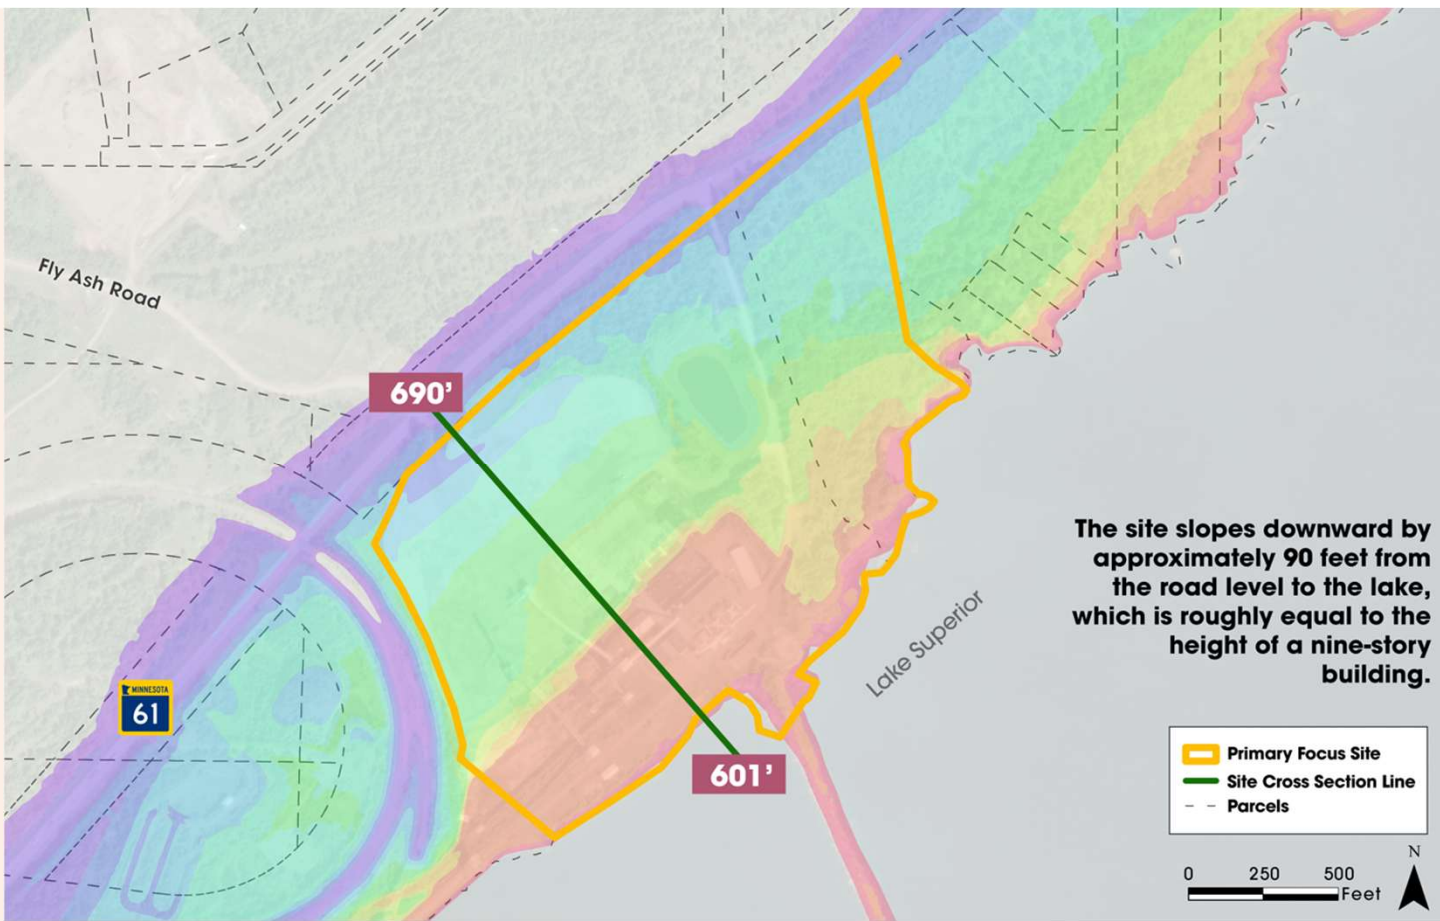 Fly Ash Road
690’
MINNESOTA
61
601’
Lake Superior
The site slopes downward by
approximately 90 feet from
the road level to the lake,
which is roughly equal to the
height of a nine-story
building.
Primary Focus Site
Site Cross Section Line
Parcels
N
0 250 500
Feet